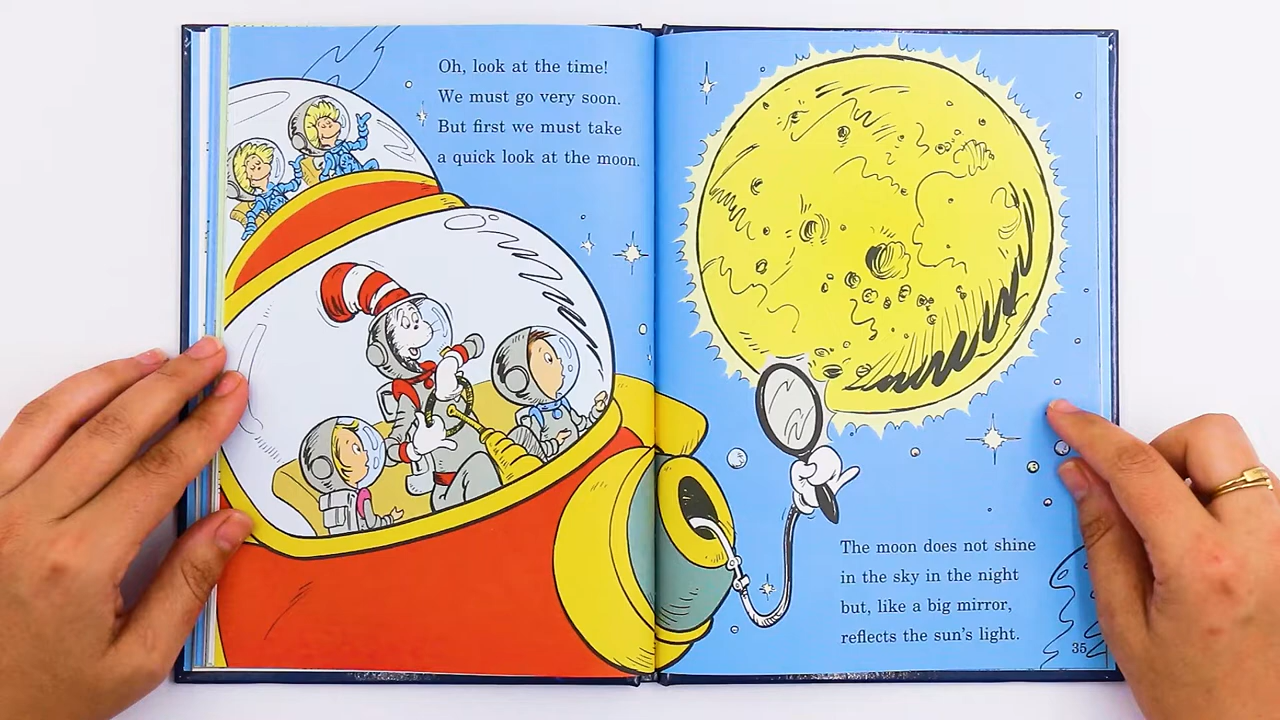 Oh, look at the time!
We must go very soon.
But first we must take
a quick look at the moon.
The moon does not shine
in the sky in the night
but, like a big mirror,
reflects the sun's light.
35